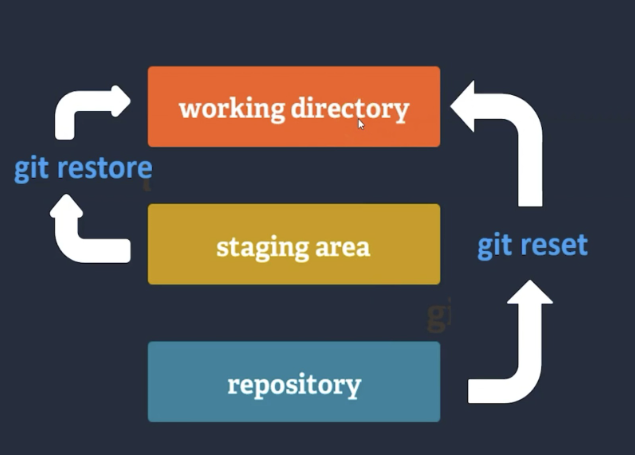 working directory
git restore
staging area
git reset
repository